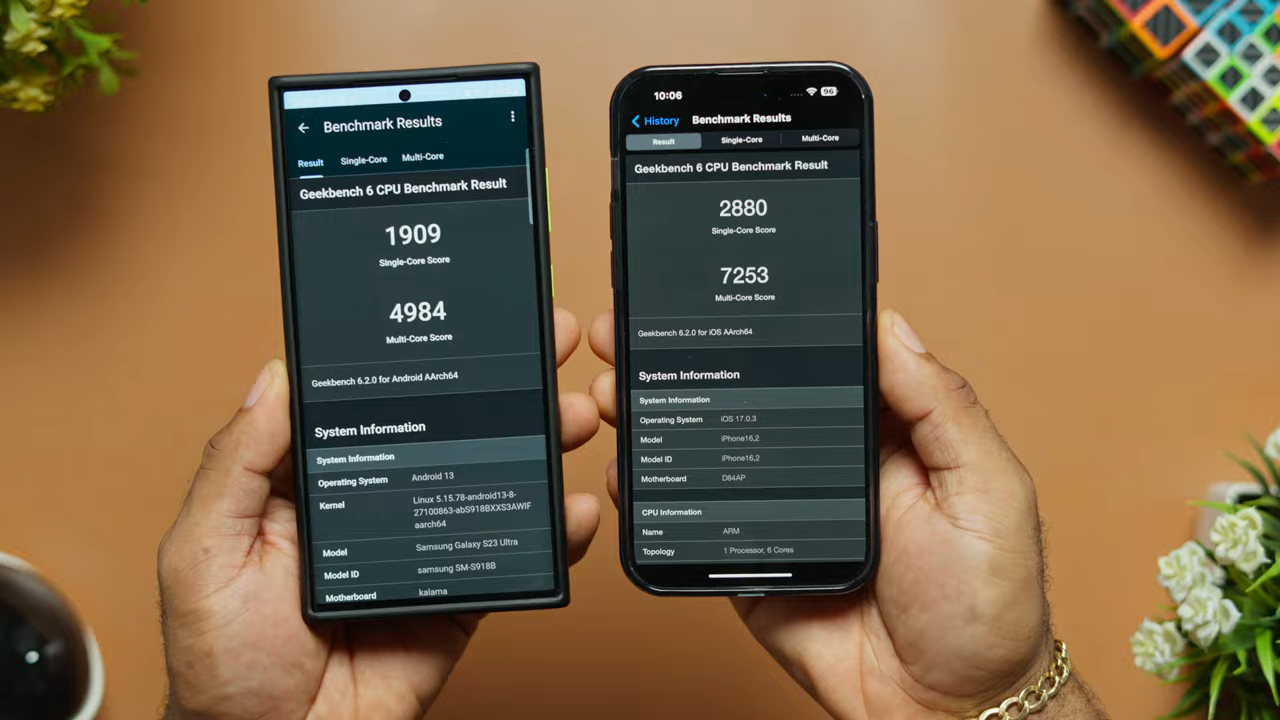 Benchmark Results
Result Single-Core Multi-Core
Geekbench 6 CPU Benchmark Result
1909
Single-Core Score
4984
Multi-Core Score
Geekbench 6.2.0 for Android AArch64
System Information
System Information
Operating System Android 13
Kernel Linux 5.15.78-android13-8-
27100863-abS918BXXS3AWIF
aarch64
Model Samsung Galaxy S23 Ultra
Model ID samsung SM-S918B
Motherboard kalama
10:06 96
History Benchmark Results
Result Single-Core Multi-Core
Geekbench 6 CPU Benchmark Result
2880
Single-Core Score
7253
Multi-Core Score
Geekbench 6.2.0 for iOS AArch64
System Information
System Information
Operating System iOS 17.0.3
Model iPhone16,2
Model ID iPhone16,2
Motherboard D84AP
CPU Information
Name ARM
Topology 1 Processor, 6 Cores